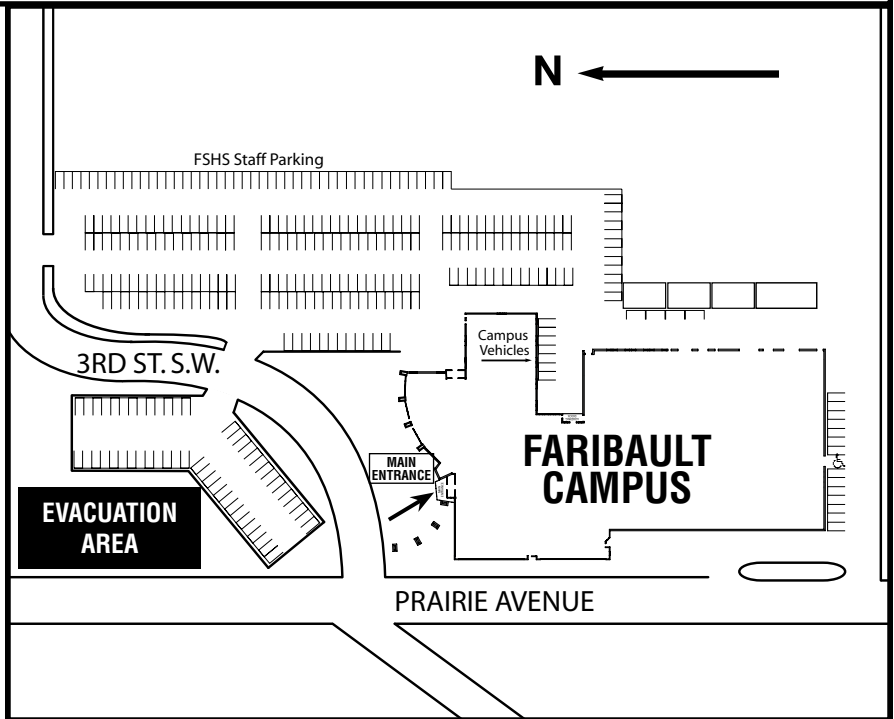 N
FSHS Staff Parking
Campus
Vehicles
3RD ST. S.W.
MAIN
ENTRANCE
FARIBAULT
CAMPUS
EVACUATION
AREA
PRAIRIE AVENUE